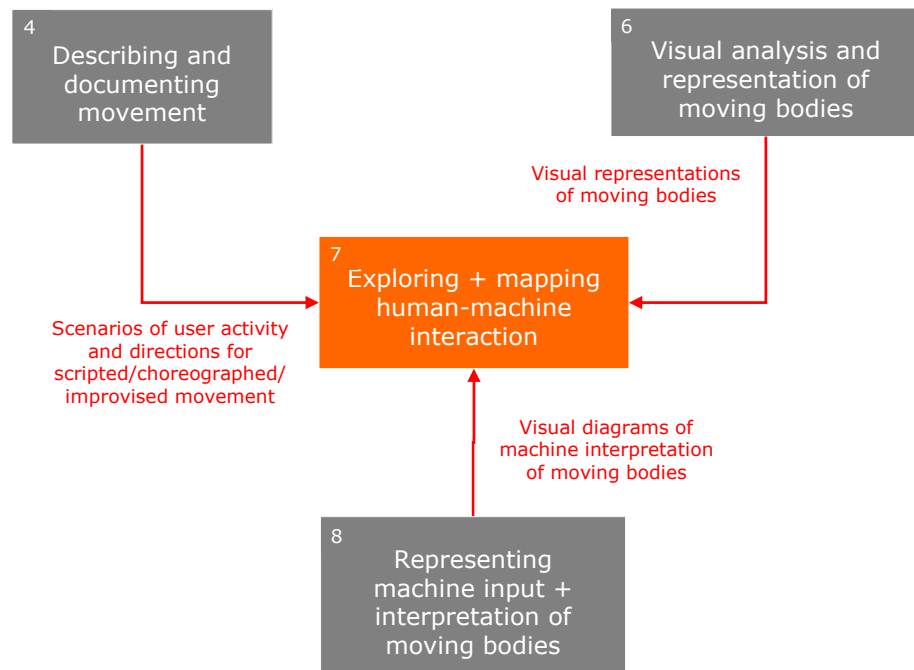 4
Describing and
documenting
movement
6
Visual analysis and
representation of
moving bodies
Visual representations
of moving bodies
7
Exploring + mapping
human-machine
interaction
Scenarios of user activity
and directions for
scripted/choreographed/
improvised movement
Visual diagrams of
machine interpretation
of moving bodies
8
Representing
machine input +
interpretation of
moving bodies